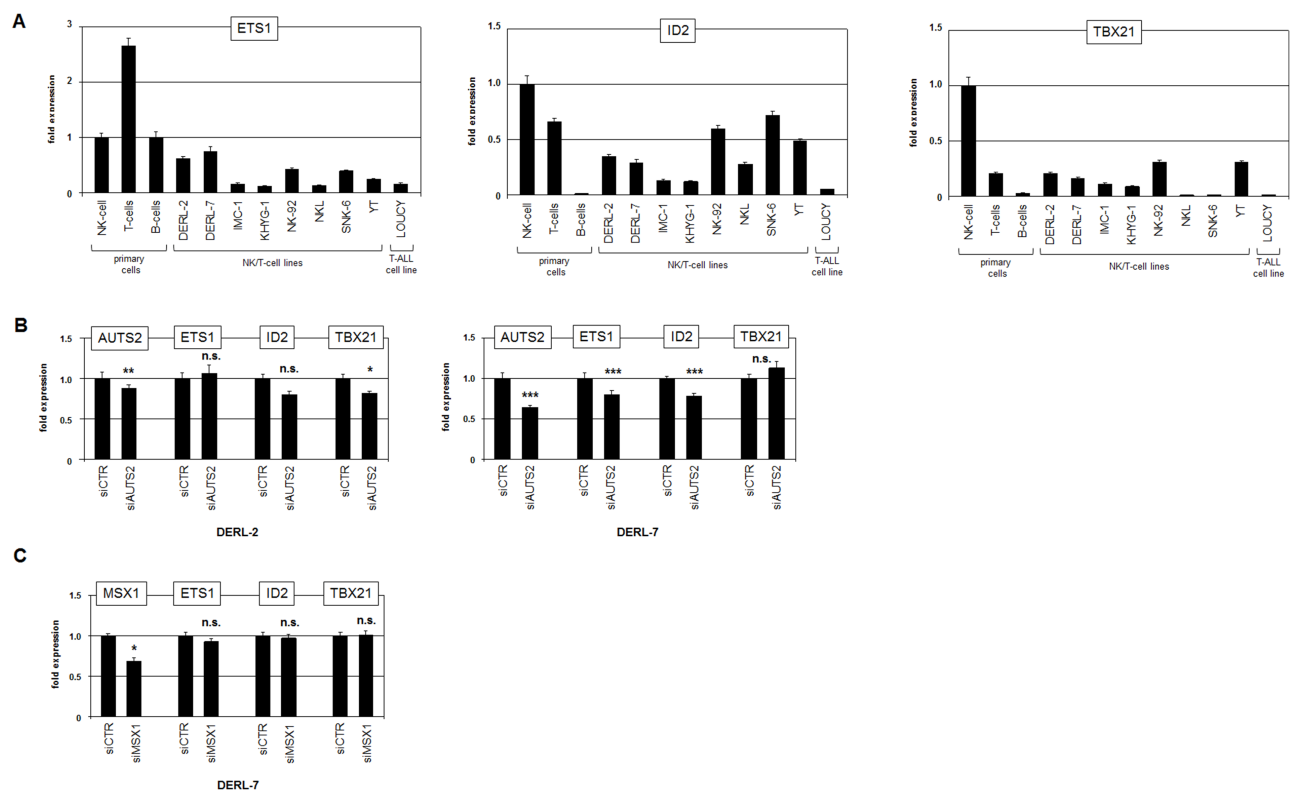 A
ETS1
fold expression
3
2
1
0
NK-cell
T-cells
B-cells
DERL-2
DERL-7
IMC-1
KHYG-1
NK-92
NKL
SNK-6
YT
LOUCY
primary
cells
NK/T-cell lines
T-ALL
cell line
ID2
fold expression
1.5
1.0
0.5
0
NK-cell
T-cells
B-cells
DERL-2
DERL-7
IMC-1
KHYG-1
NK-92
NKL
SNK-6
YT
LOUCY
primary
cells
NK/T-cell lines
T-ALL
cell line
TBX21
fold expression
1.5
1.0
0.5
0
NK-cell
T-cells
B-cells
DERL-2
DERL-7
IMC-1
KHYG-1
NK-92
NKL
SNK-6
YT
LOUCY
primary
cells
NK/T-cell lines
T-ALL
cell line
B
fold expression
1.5
1.0
0.5
0
AUTS2
ETS1
ID2
TBX21
**
n.s.
n.s.
*
siCTR
siAUTS2
siCTR
siAUTS2
siCTR
siAUTS2
siCTR
siAUTS2
DERL-2
fold expression
1.5
1.0
0.5
0
AUTS2
ETS1
ID2
TBX21
***
***
***
n.s.
siCTR
siAUTS2
siCTR
siAUTS2
siCTR
siAUTS2
siCTR
siAUTS2
DERL-7
C
fold expression
1.5
1.0
0.5
0
MSX1
ETS1
ID2
TBX21
*
n.s.
n.s.
n.s.
siCTR
siMSX1
siCTR
siMSX1
siCTR
siMSX1
siCTR
siMSX1
DERL-7